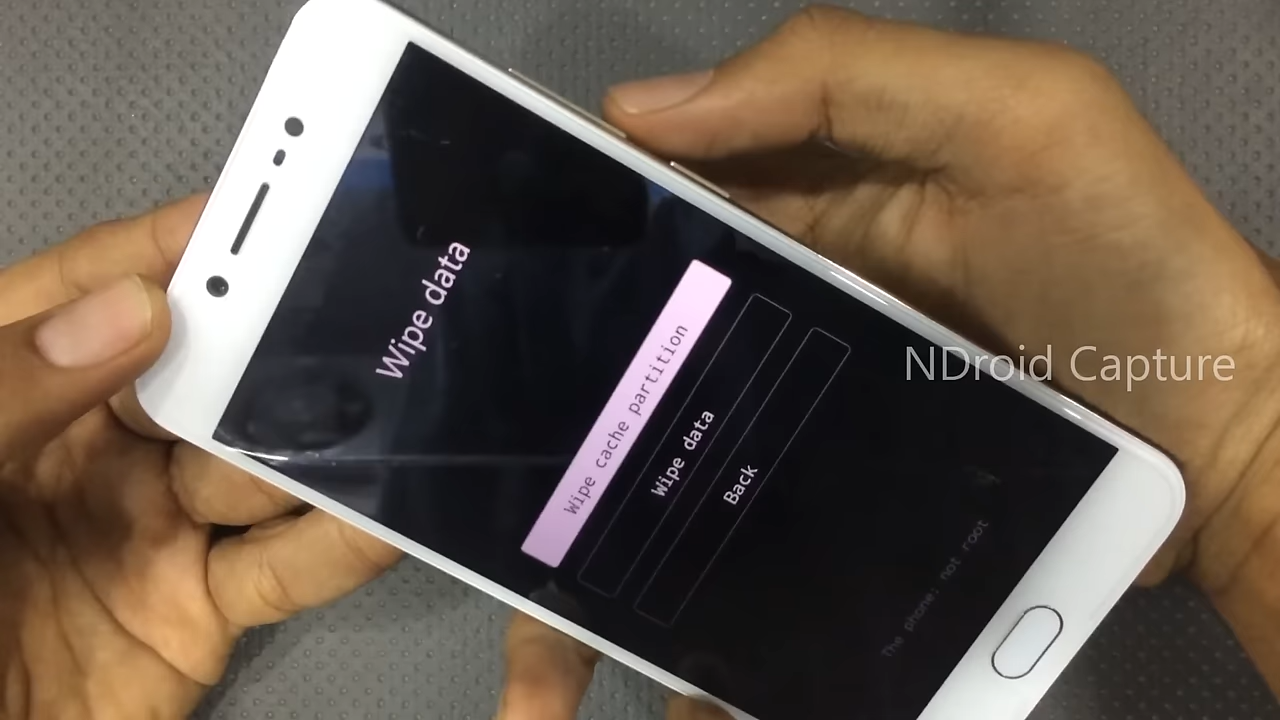 Wipe data
Wipe cache partition
Wipe data
Back
The phone: not root
NDroid Capture